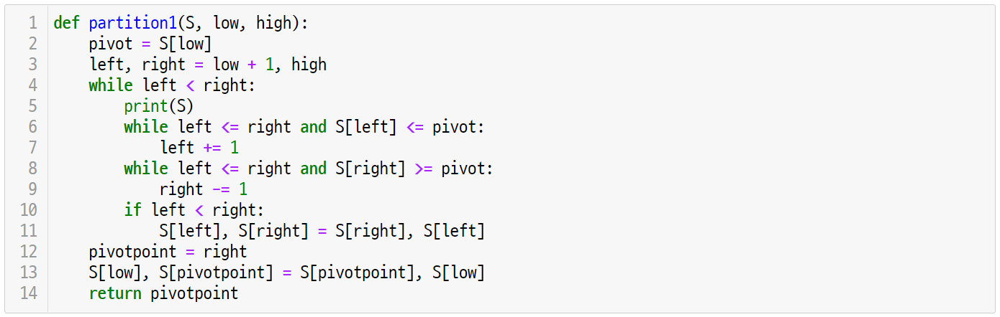 1 def partition1(S, low, high):
2     pivot = S[low]
3     left, right = low + 1, high
4     while left < right:
5         print(S)
6         while left <= right and S[left] <= pivot:
7             left += 1
8         while left <= right and S[right] >= pivot:
9             right -= 1
10         if left < right:
11             S[left], S[right] = S[right], S[left]
12     pivotpoint = right
13     S[low], S[pivotpoint] = S[pivotpoint], S[low]
14     return pivotpoint